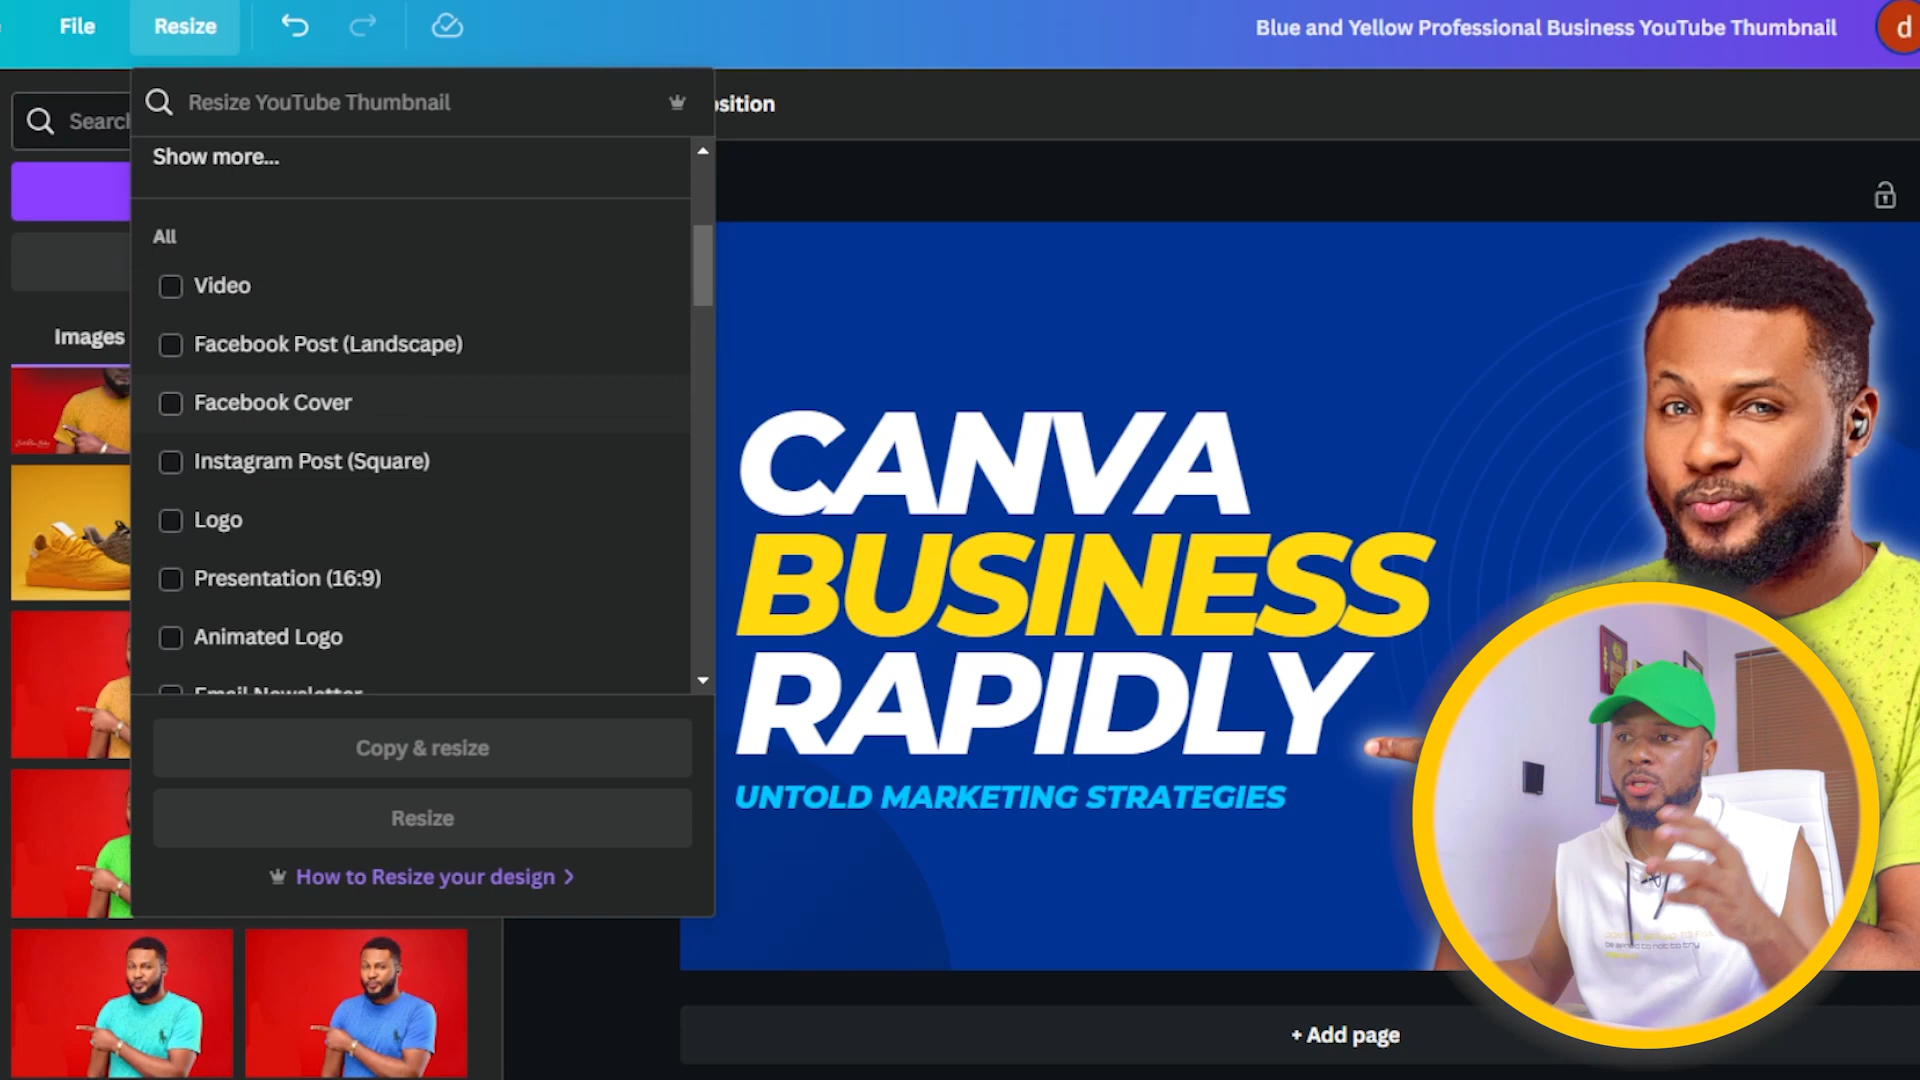 File
Resize
Blue and Yellow Professional Business YouTube Thumbnail
d
Search
Resize YouTube Thumbnail
sition
Show more...
All
Video
Facebook Post (Landscape)
Facebook Cover
Instagram Post (Square)
Logo
Presentation (16:9)
Animated Logo
Email Newsletter
Copy & resize
Resize
How to Resize your design
Images
CANVA
BUSINESS
RAPIDLY
UNTOLD MARKETING STRATEGIES
+ Add page